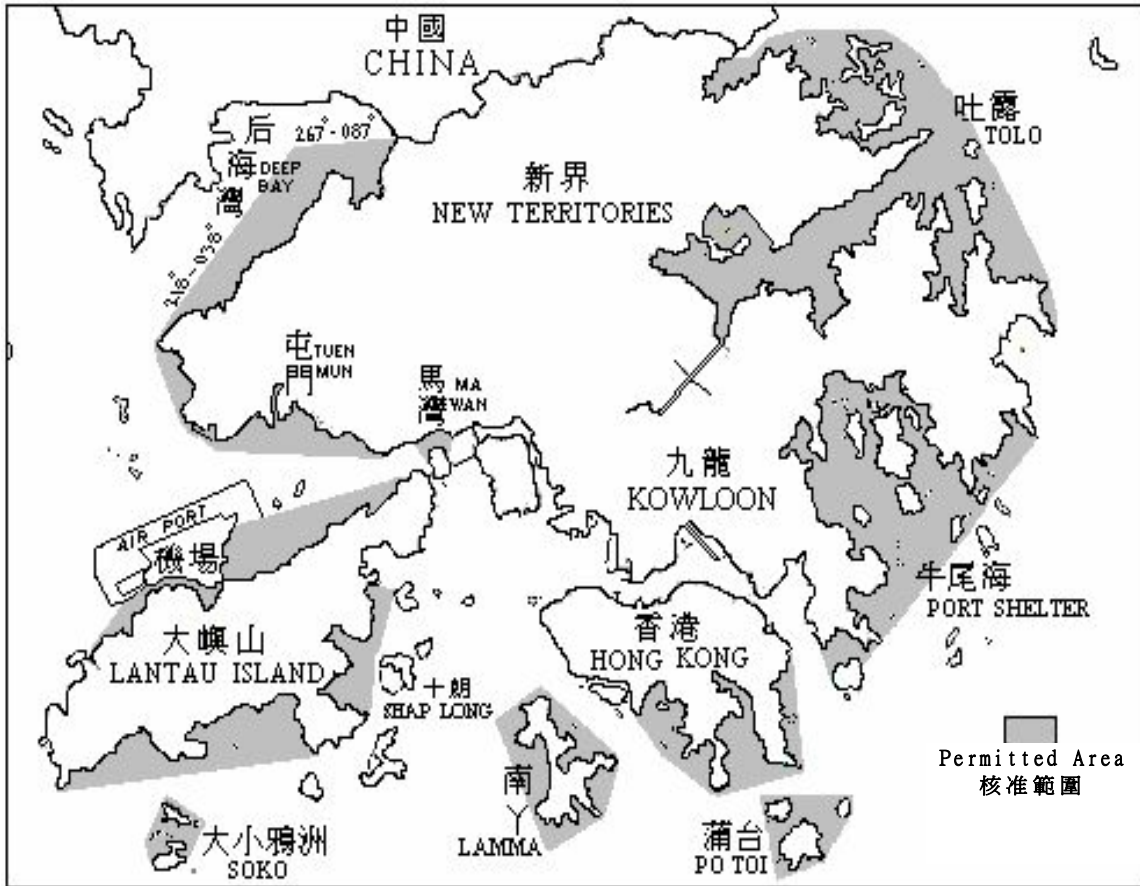 中國
CHINA
后海灣
DEEP
BAY
267°-087°
218°-038°
吐露
TOLO
新界
NEW TERRITORIES
屯門
TUEN
MUN
馬灣
MA
WAN
九龍
KOWLOON
AIR PORT
機場
牛尾海
PORT SHELTER
大嶼山
LANTAU ISLAND
香港
HONG KONG
十朗
SHAP LONG
南丫
LAMMA
大小鴉洲
SOKO
蒲台
PO TOI
Permitted Area
核准範圍